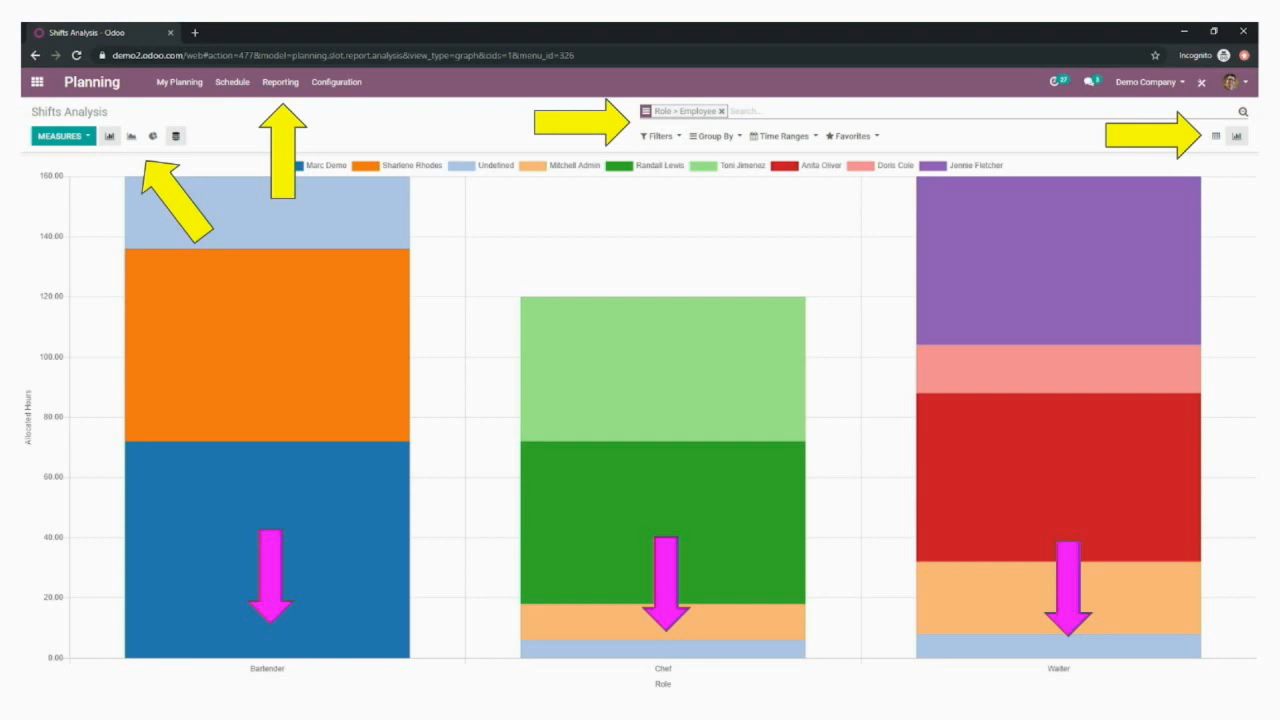 Shifts Analysis - Odoo
demo2.odoo.com/web#action=477&model=planning.slot.report.analysis&view_type=graph&cids=1&menu_id=326
Incognito
Planning My Planning Schedule Reporting Configuration 27 5 Demo Company
Shifts Analysis
Role > Employee Search...
MEASURES Filters Group By Time Ranges Favorites
Marc Demo Sharlene Rhodes Undefined Mitchell Admin Randall Lewis Toni Jimenez Anita Oliver Doris Cole Jennie Fletcher
160.00
140.00
120.00
100.00
80.00
60.00
40.00
20.00
0.00
Allocated Hours
Bartender Chef Waiter
Role